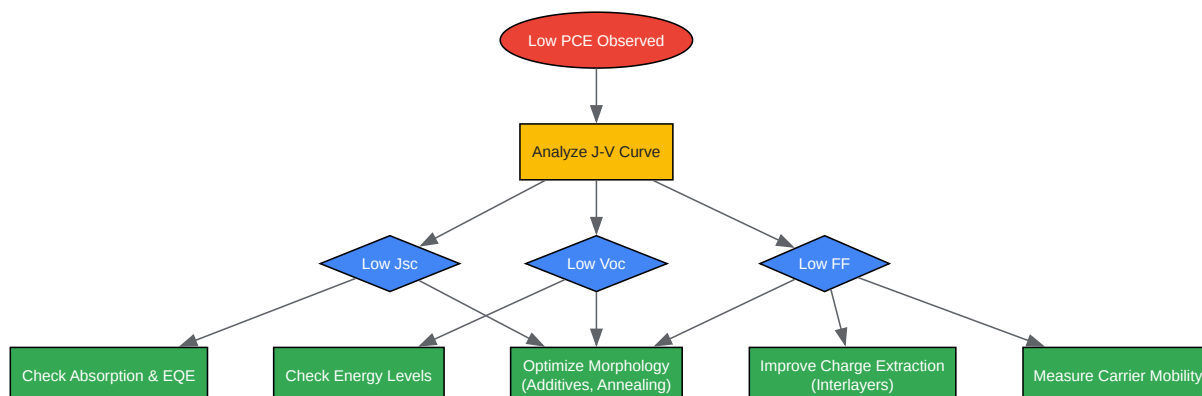 Low PCE Observed
Analyze J-V Curve
Low Jsc
Low Voc
Low FF
Check Absorption & EQE
Check Energy Levels
Optimize Morphology
(Additives, Annealing)
Improve Charge Extraction
(Interlayers)
Measure Carrier Mobility